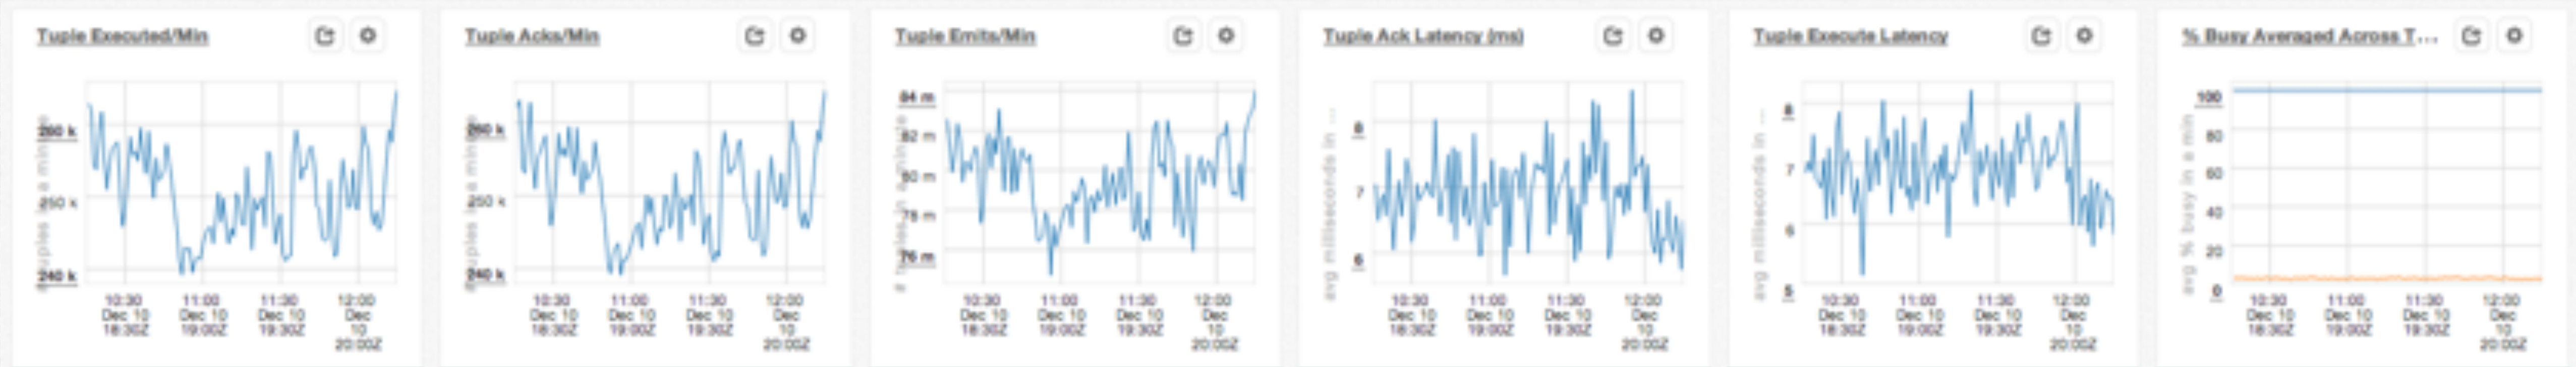 Tuple Executed/Min
260 k
250 k
240 k
# tuples in a minute
10:30 11:00 11:30 12:00
Dec 10 Dec 10 Dec
18:30Z 19:00Z 19:30Z 10
20:00Z
Tuple Acks/Min
260 k
250 k
240 k
# tuples in a minute
10:30 11:00 11:30 12:00
Dec 10 Dec 10 Dec 10 Dec
18:30Z 19:00Z 19:30Z 10
20:00Z
Tuple Emits/Min
84 m
82 m
80 m
78 m
76 m
# tuples in a minute
10:30 11:00 11:30 12:00
Dec 10 Dec 10 Dec 10 Dec
18:30Z 19:00Z 19:30Z 10
20:00Z
Tuple Ack Latency (ms)
8
7
6
avg milliseconds in ...
10:30 11:00 11:30 12:00
Dec 10 Dec 10 Dec 10 Dec
18:30Z 19:00Z 19:30Z 10
20:00Z
Tuple Execute Latency
8
7
6
5
avg milliseconds in ...
10:30 11:00 11:30 12:00
Dec 10 Dec 10 Dec 10 Dec
18:30Z 19:00Z 19:30Z 10
20:00Z
% Busy Averaged Across T...
100
80
60
40
20
0
avg % busy in a min
10:30 11:00 11:30 12:00
Dec 10 Dec 10 Dec 10 Dec
18:30Z 19:00Z 19:30Z 10
20:00Z